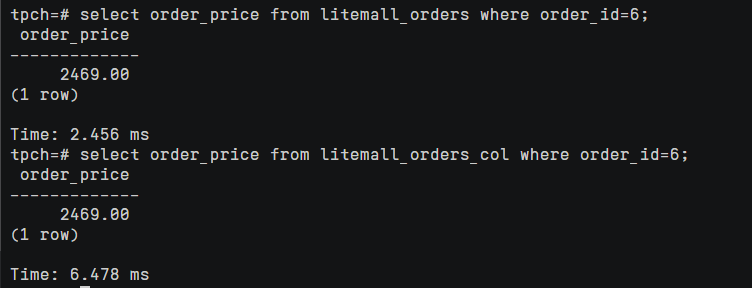 tpch=# select order_price from litemall_orders where order_id=6;
 order_price
-------------
     2469.00
(1 row)

Time: 2.456 ms
tpch=# select order_price from litemall_orders_col where order_id=6;
 order_price
-------------
     2469.00
(1 row)

Time: 6.478 ms